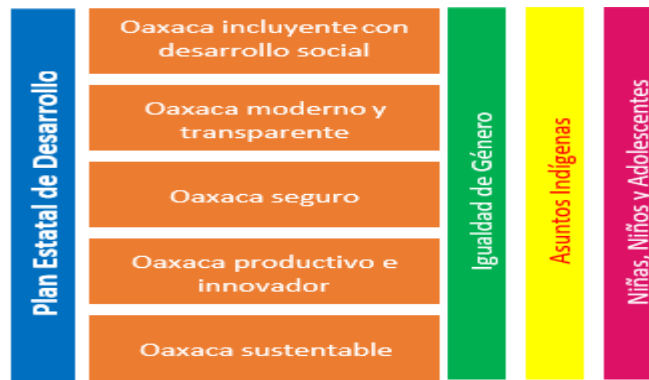 Plan Estatal de Desarrollo
Oaxaca incluyente con
desarrollo social
Oaxaca moderno y
transparente
Oaxaca seguro
Oaxaca productivo e
innovador
Oaxaca sustentable
Igualdad de Género
Asuntos Indígenas
Niñas, Niños y Adolescentes